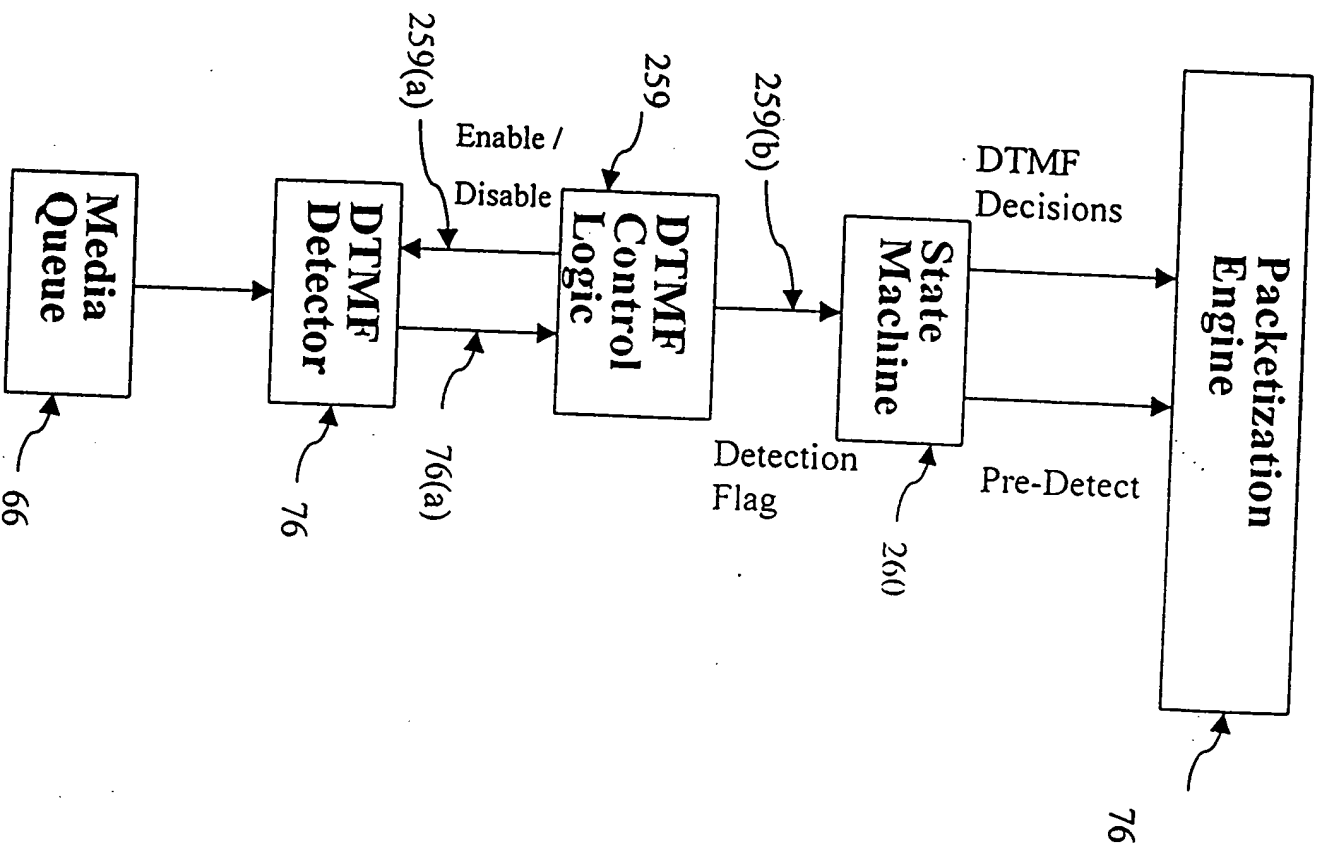 Packetization
Engine
76
DTMF
Decisions
Pre-Detect
State
Machine
260
259(b)
Detection
Flag
259
DTMF
Control
Logic
Enable /
Disable
259(a)
76(a)
DTMF
Detector
76
Media
Queue
66